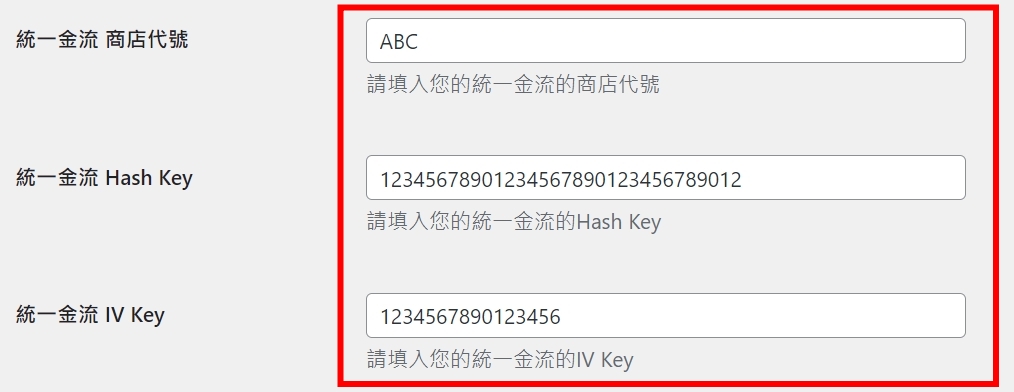 統一金流 商店代號
ABC
請填入您的統一金流的商店代號
統一金流 Hash Key
12345678901234567890123456789012
請填入您的統一金流的Hash Key
統一金流 IV Key
1234567890123456
請填入您的統一金流的IV Key